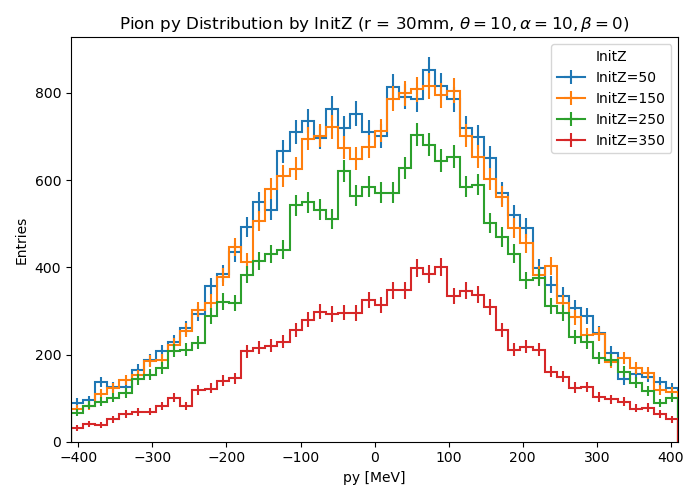 Pion py Distribution by InitZ (r = 30mm, θ = 10, α = 10, β = 0)
InitZ
InitZ=50
InitZ=150
InitZ=250
InitZ=350
Entries
800
600
400
200
0
−400 −300 −200 −100 0 100 200 300 400
py [MeV]